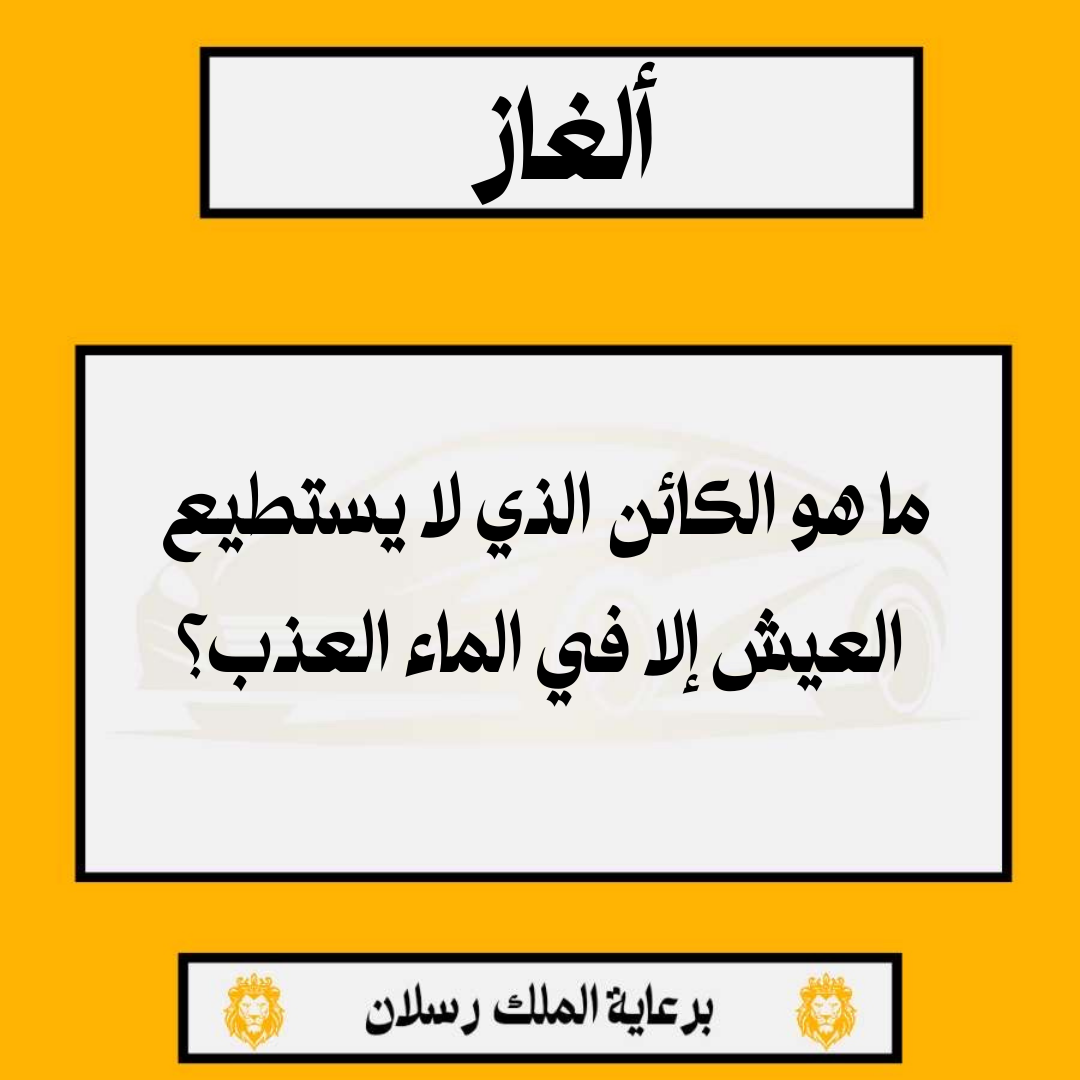 ألغاز
ما هو الكائن الذي لا يستطيع
العيش إلا في الماء العذب؟
برعاية الملك رسلان